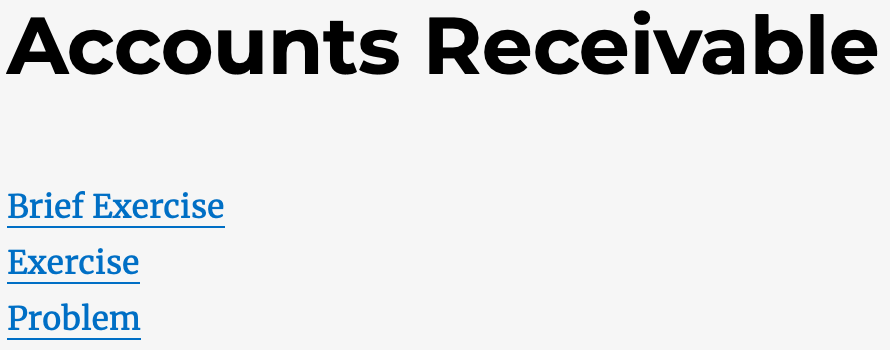 Accounts Receivable
Brief Exercise
Exercise
Problem